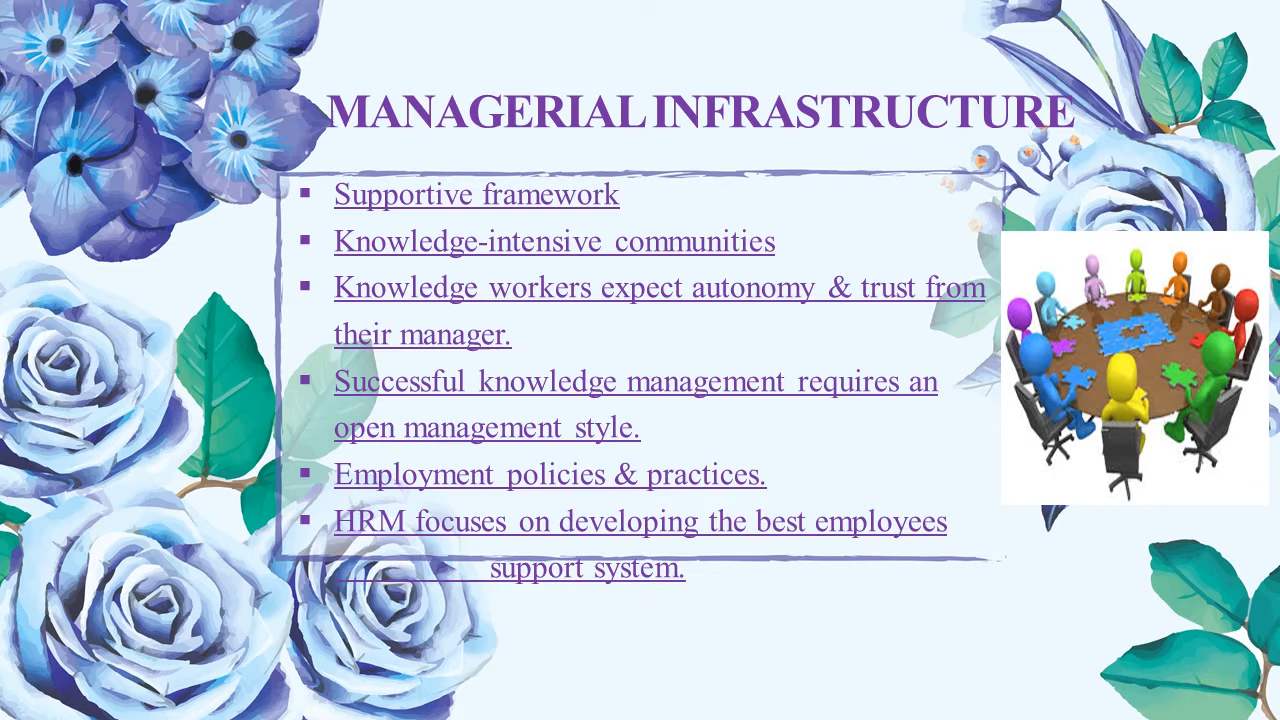 MANAGERIAL INFRASTRUCTURE
▪ Supportive framework
▪ Knowledge-intensive communities
▪ Knowledge workers expect autonomy & trust from
their manager.
▪ Successful knowledge management requires an
open management style.
▪ Employment policies & practices.
▪ HRM focuses on developing the best employees
support system.